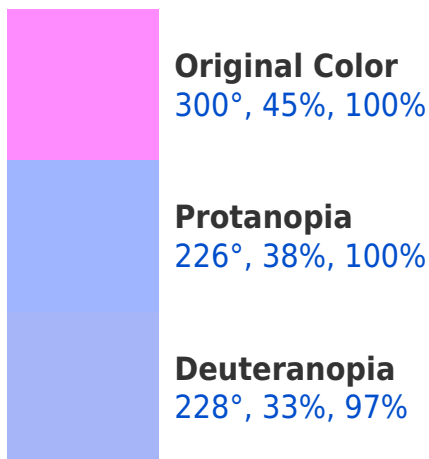 Original Color
300°, 45%, 100%
Protanopia
226°, 38%, 100%
Deuteranopia
228°, 33%, 97%